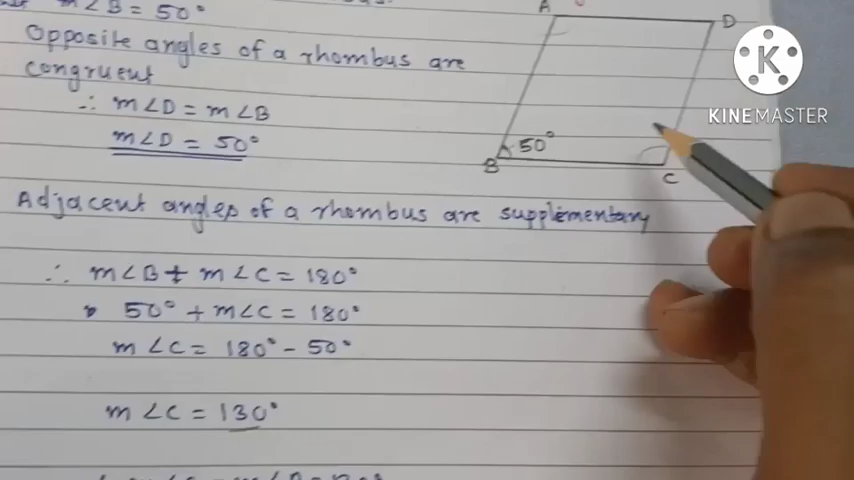 m∠B = 50°
Opposite angles of a rhombus are
congruent
∴ m∠D = m∠B
m∠D = 50°
A
D
B
50°
C
K
KINEMASTER
Adjacent angles of a rhombus are supplementary
∴ m∠B + m∠C = 180°
50° + m∠C = 180°
m∠C = 180° - 50°
m∠C = 130°